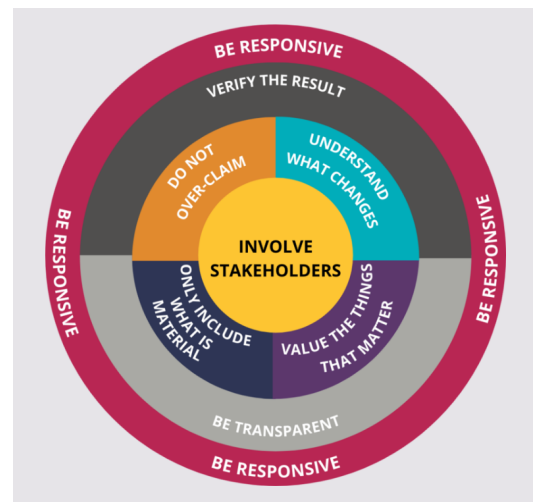 BE RESPONSIVE
VERIFY THE RESULT
DO NOT
OVER-CLAIM
UNDERSTAND
WHAT CHANGES
BE RESPONSIVE
INVOLVE
STAKEHOLDERS
BE RESPONSIVE
ONLY INCLUDE
WHAT IS
MATERIAL
VALUE THE THINGS
THAT MATTER
BE TRANSPARENT
BE RESPONSIVE